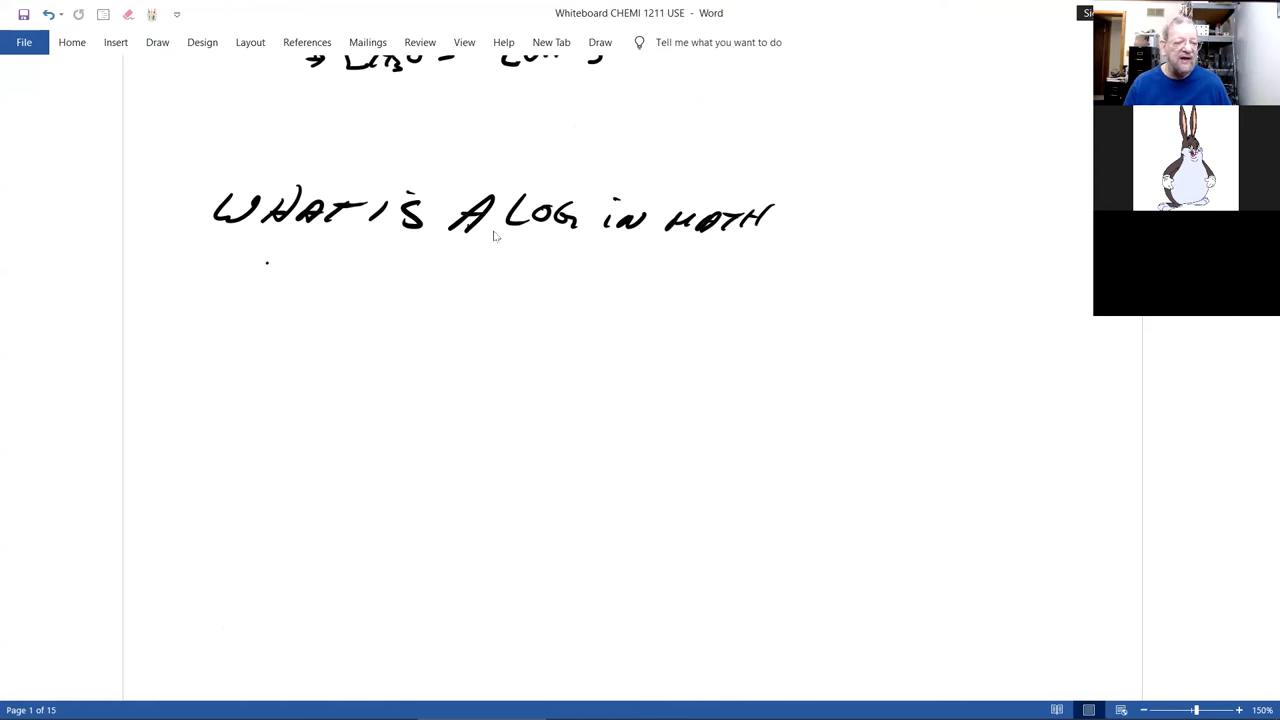 Whiteboard CHEMI 1211 USE - Word
File Home Insert Draw Design Layout References Mailings Review View Help New Tab Draw Tell me what you want to do
WHAT IS A LOG IN MATH
Page 1 of 15
150%